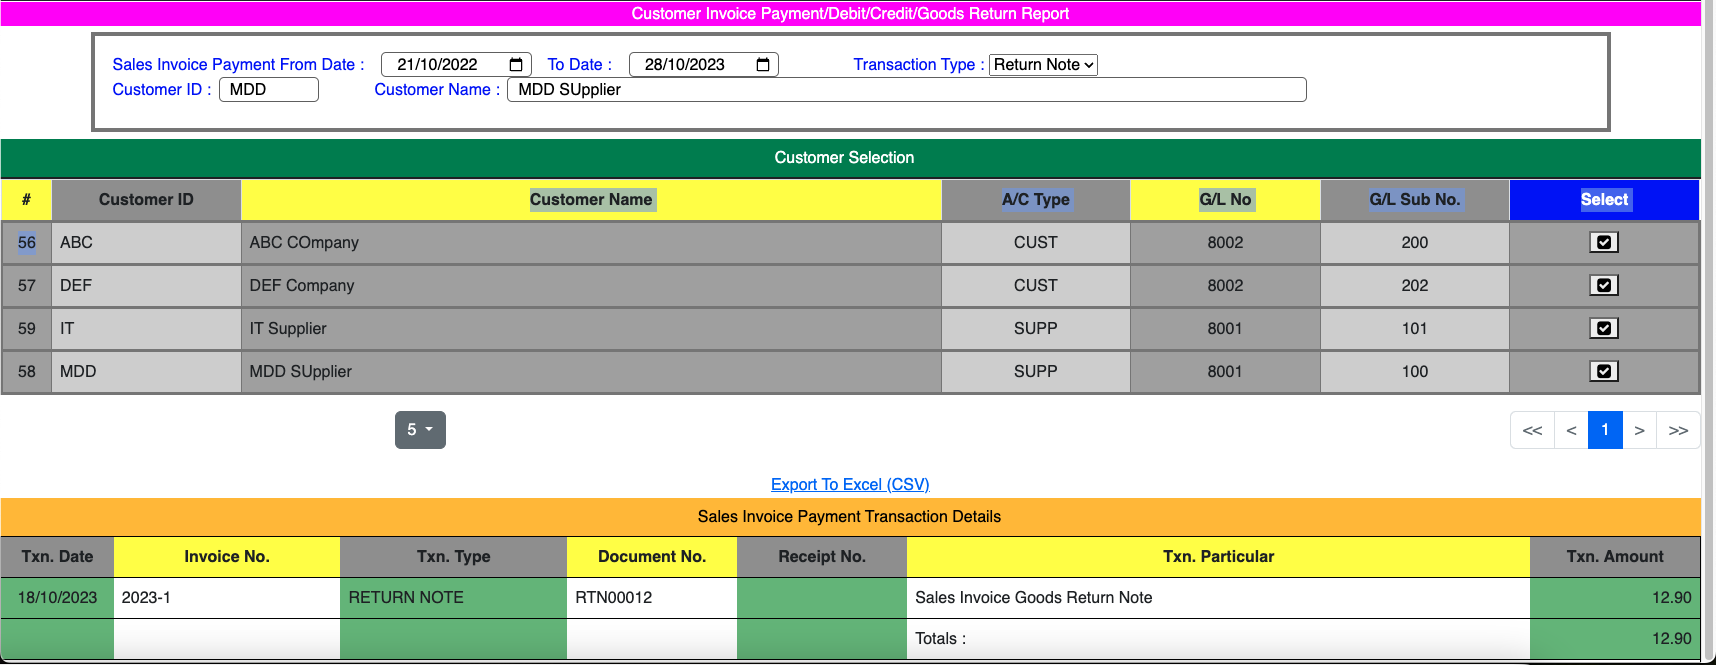 Customer Invoice Payment/Debit/Credit/Goods Return Report
Sales Invoice Payment From Date : 21/10/2022 To Date : 28/10/2023 Transaction Type : Return Note
Customer ID : MDD Customer Name : MDD SUpplier
Customer Selection
# Customer ID Customer Name A/C Type G/L No G/L Sub No. Select
56 ABC ABC COmpany CUST 8002 200
57 DEF DEF Company CUST 8002 202
59 IT IT Supplier SUPP 8001 101
58 MDD MDD SUpplier SUPP 8001 100
5 << < 1 > >>
Export To Excel (CSV)
Sales Invoice Payment Transaction Details
Txn. Date Invoice No. Txn. Type Document No. Receipt No. Txn. Particular Txn. Amount
18/10/2023 2023-1 RETURN NOTE RTN00012 Sales Invoice Goods Return Note 12.90
Totals : 12.90